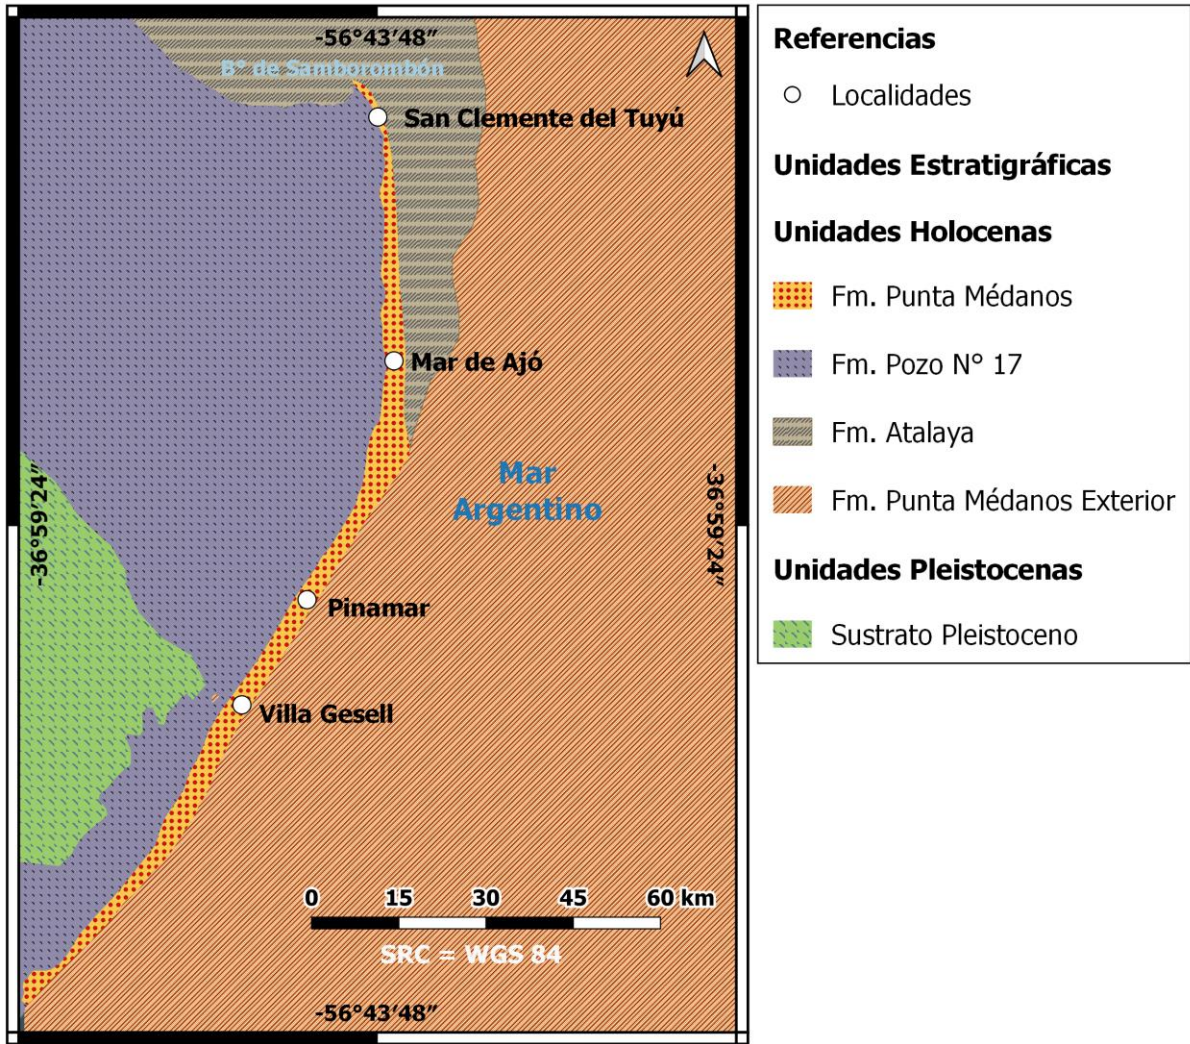 -56°43′48″
B° de Samborombón
San Clemente del Tuyú
Mar de Ajó
Mar
Argentino
-36°59′24″
-36°59′24″
Pinamar
Villa Gesell
0 15 30 45 60 km
SRC = WGS 84
-56°43′48″
Referencias
Localidades
Unidades Estratigráficas
Unidades Holocenas
Fm. Punta Médanos
Fm. Pozo N° 17
Fm. Atalaya
Fm. Punta Médanos Exterior
Unidades Pleistocenas
Sustrato Pleistoceno